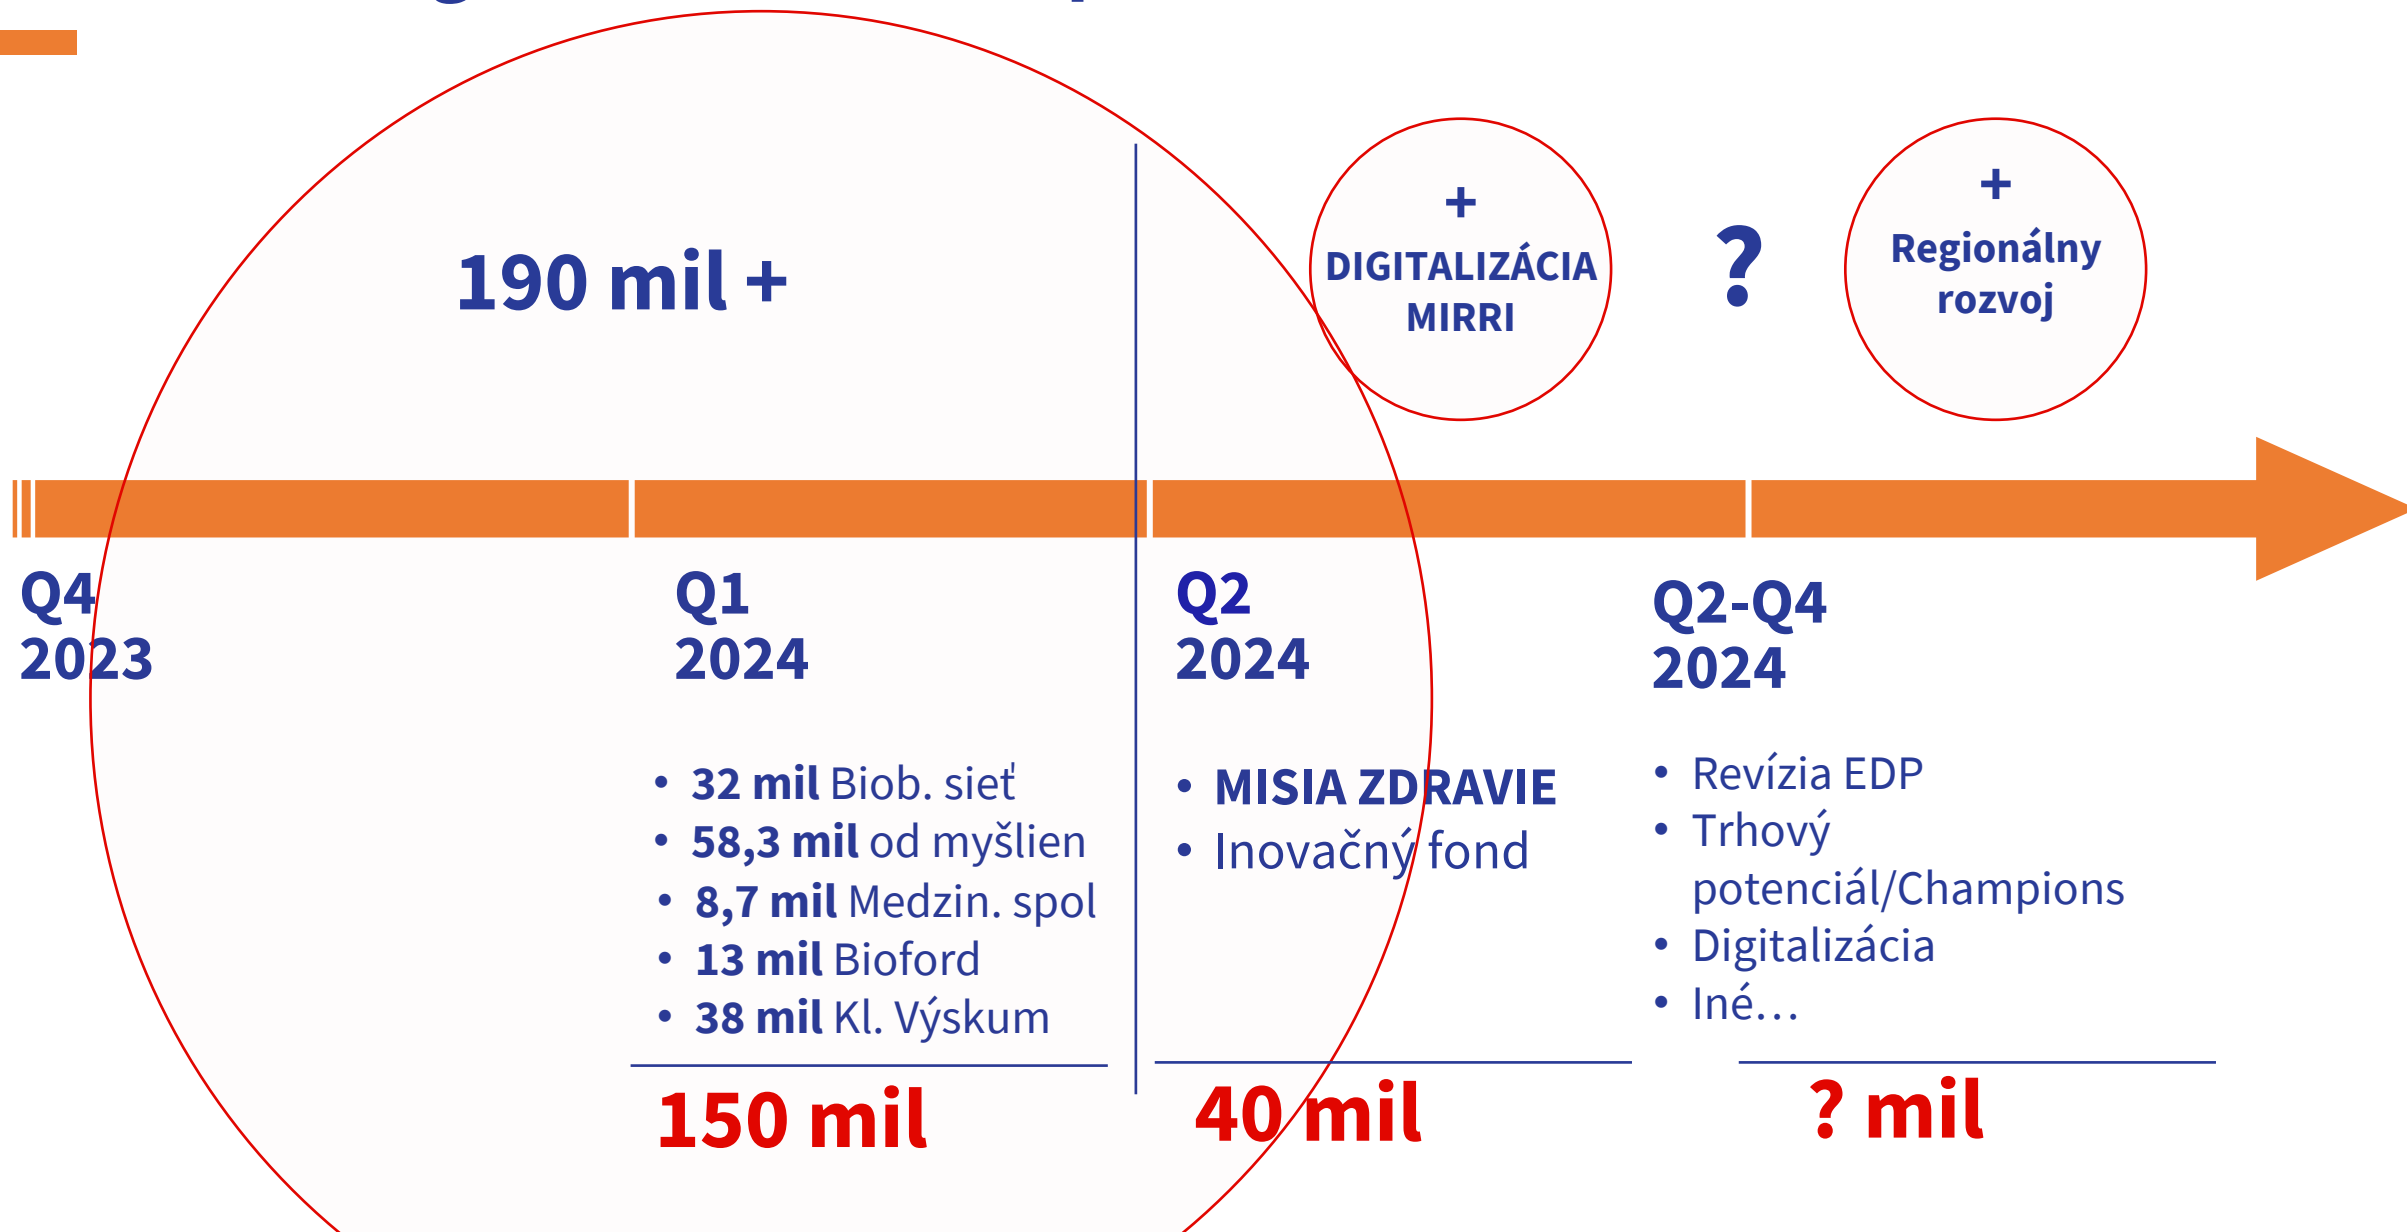 190 mil +
+
DIGITALIZÁCIA
MIRRI
?
+
Regionálny
rozvoj
Q4
2023
Q1
2024
• 32 mil Biob. sieť
• 58,3 mil od myšlien
• 8,7 mil Medzin. spol
• 13 mil Bioford
• 38 mil Kl. Výskum
150 mil
Q2
2024
• MISIA ZDRAVIE
• Inovačný fond
40 mil
Q2-Q4
2024
• Revízia EDP
• Trhový
potenciál/Champions
• Digitalizácia
• Iné...
? mil